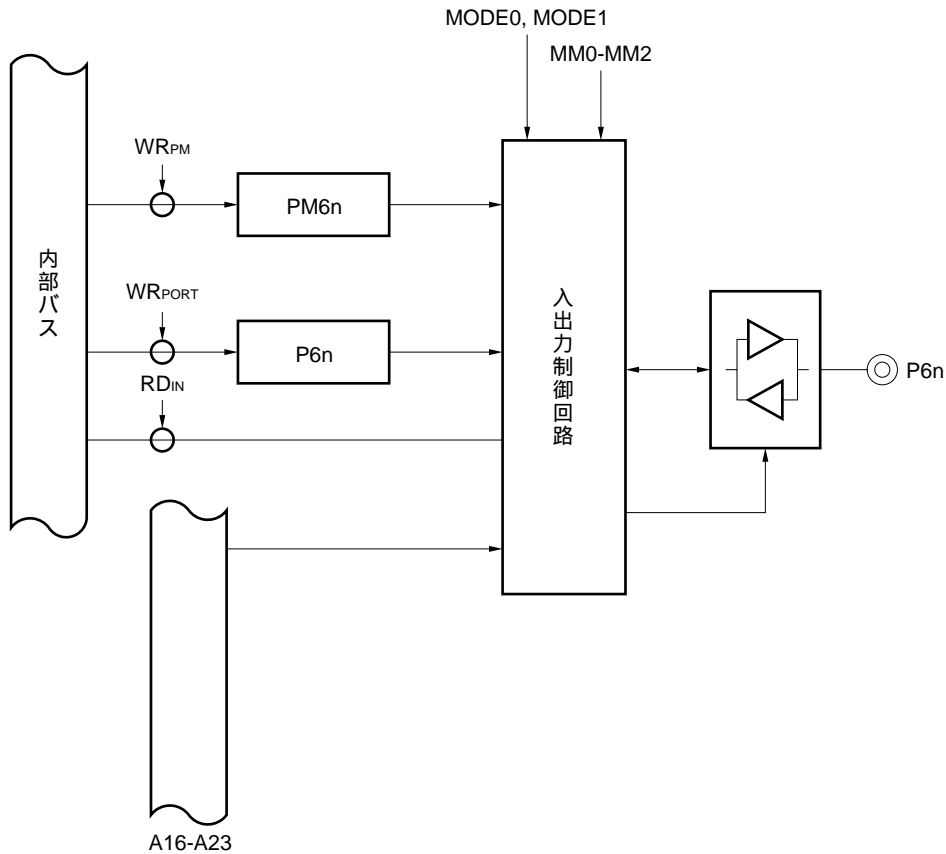 MODE0, MODE1
MM0-MM2
WRPM
PM6n
内部バス
WRPORT
P6n
RDIN
入出力制御回路
P6n
A16-A23